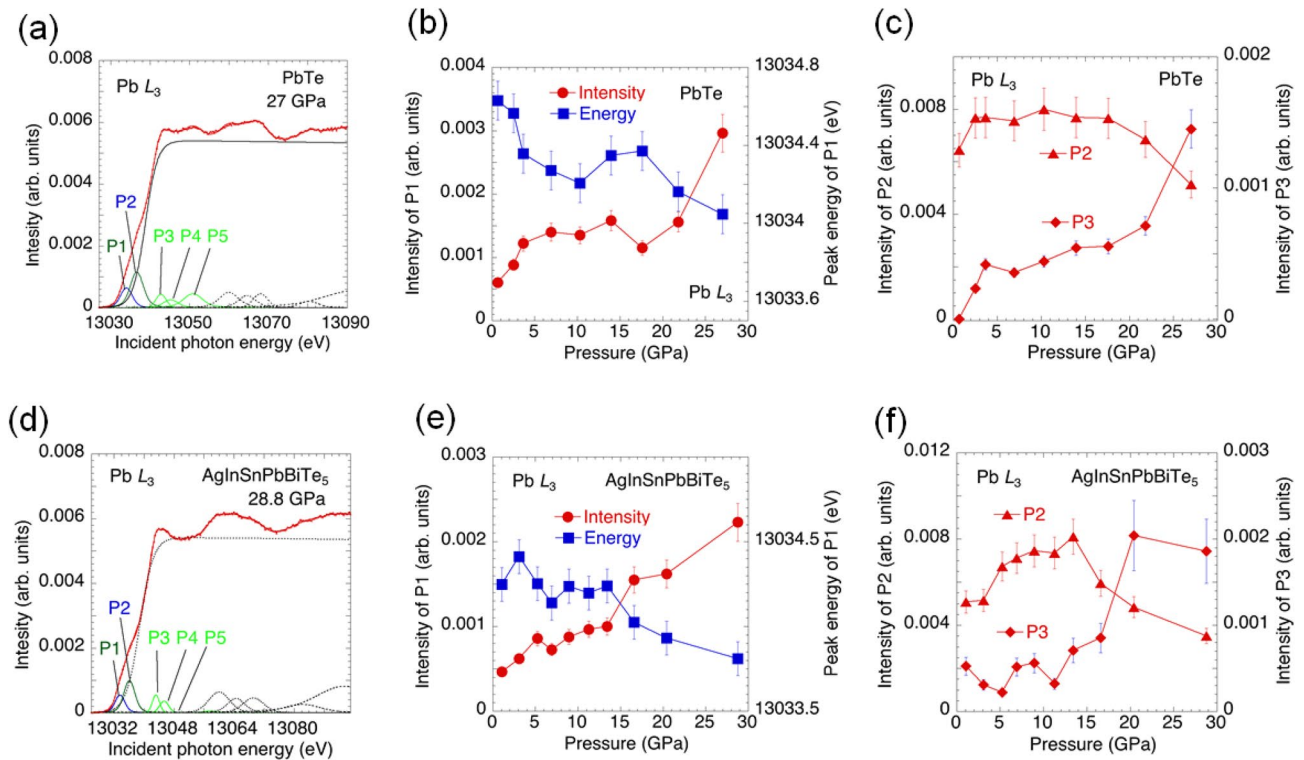 (a)
0.008
0.006
0.004
0.002
0
Intesity (arb. units)
Pb L3
PbTe
27 GPa
P2
P1
P3
P4
P5
13030
13050
13070
13090
Incident photon energy (eV)
(b)
0.004
0.003
0.002
0.001
0
Intensity of P1 (arb. units)
Intensity
Energy
PbTe
Pb L3
13034.8
13034.4
13034
13033.6
Peak energy of P1 (eV)
0 5 10 15 20 25 30
Pressure (GPa)
(c)
0.008
0.004
0
Intensity of P2 (arb. units)
Pb L3
PbTe
P2
P3
0.002
0.001
0
Intensity of P3 (arb. units)
0 5 10 15 20 25 30
Pressure (GPa)
(d)
0.008
0.006
0.004
0.002
0
Intesity (arb. units)
Pb L3
AgInSnPbBiTe5
28.8 GPa
P2
P1
P3
P4
P5
13032
13048
13064
13080
Incident photon energy (eV)
(e)
0.003
0.002
0.001
0
Intensity of P1 (arb. units)
Pb L3
AgInSnPbBiTe5
Intensity
Energy
13034.5
13033.5
Peak energy of P1 (eV)
0 5 10 15 20 25 30
Pressure (GPa)
(f)
0.012
0.008
0.004
0
Intensity of P2 (arb. units)
Pb L3
AgInSnPbBiTe5
P2
P3
0.003
0.002
0.001
0
Intensity of P3 (arb. units)
0 5 10 15 20 25 30
Pressure (GPa)